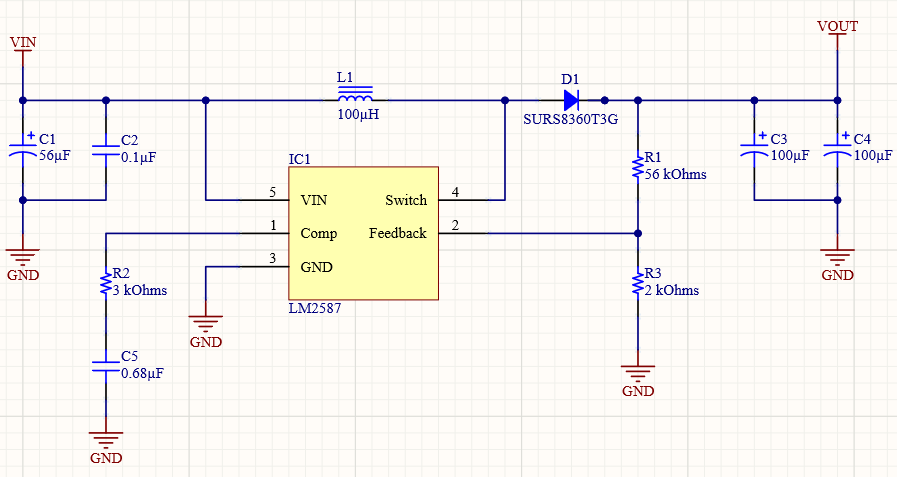 VIN
VOUT
L1
100µH
D1
SURS8360T3G
+
C1
56µF
C2
0.1µF
+
C3
100µF
+
C4
100µF
IC1
R1
56 kOhms
5
VIN
Switch
4
1
Comp
Feedback
2
3
GND
LM2587
GND
R2
3 kOhms
GND
R3
2 kOhms
GND
C5
0.68µF
GND
GND